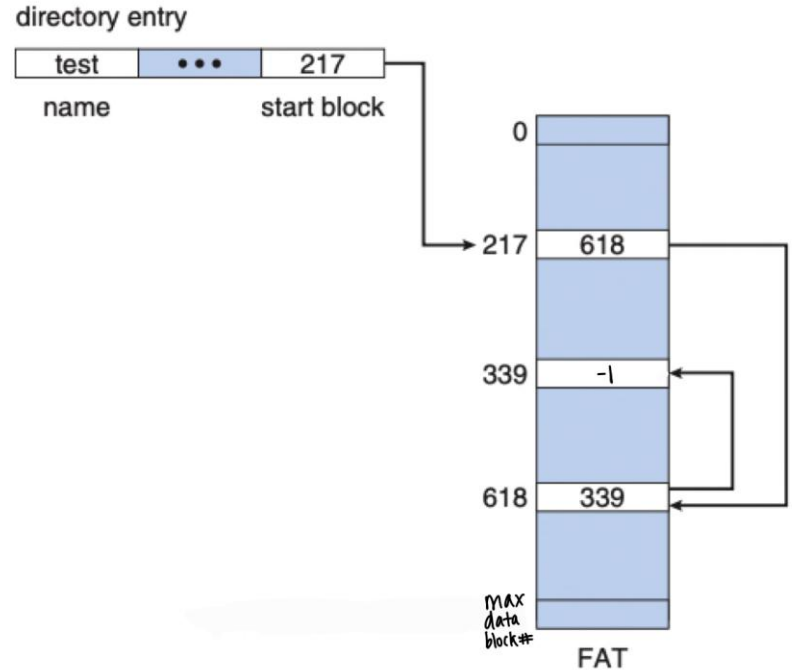 directory entry
test ••• 217
name start block
0
217 618
339 -1
618 339
max
data
block#
FAT